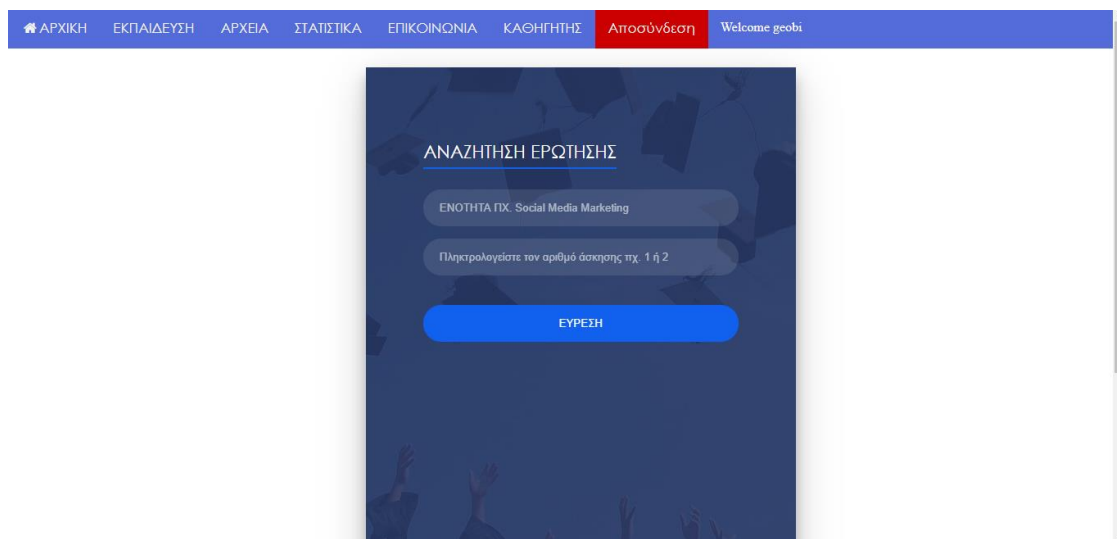 ΑΡΧΙΚΗ ΕΚΠΑΙΔΕΥΣΗ ΑΡΧΕΙΑ ΣΤΑΤΙΣΤΙΚΑ ΕΠΙΚΟΙΝΩΝΙΑ ΚΑΘΗΓΗΤΗΣ Αποσύνδεση Welcome geobi
ΑΝΑΖΗΤΗΣΗ ΕΡΩΤΗΣΗΣ
ΕΝΟΤΗΤΑ ΠΧ. Social Media Marketing
Πληκτρολογείστε τον αριθμό άσκησης πχ. 1 ή 2
ΕΥΡΕΣΗ